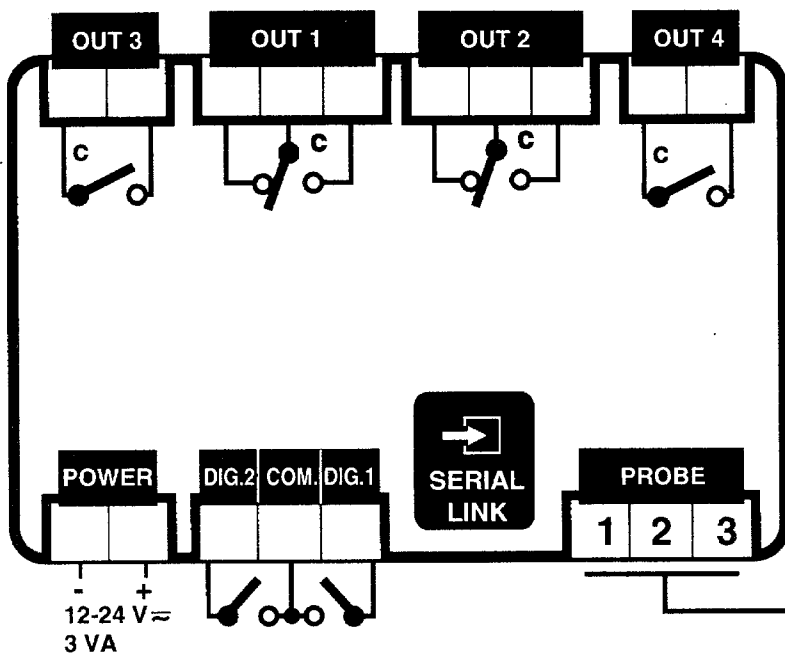 OUT 3 OUT 1 OUT 2 OUT 4
C C C C
POWER DIG.2 COM. DIG.1 SERIAL LINK PROBE
1 2 3
- +
12-24 V ≂
3 VA